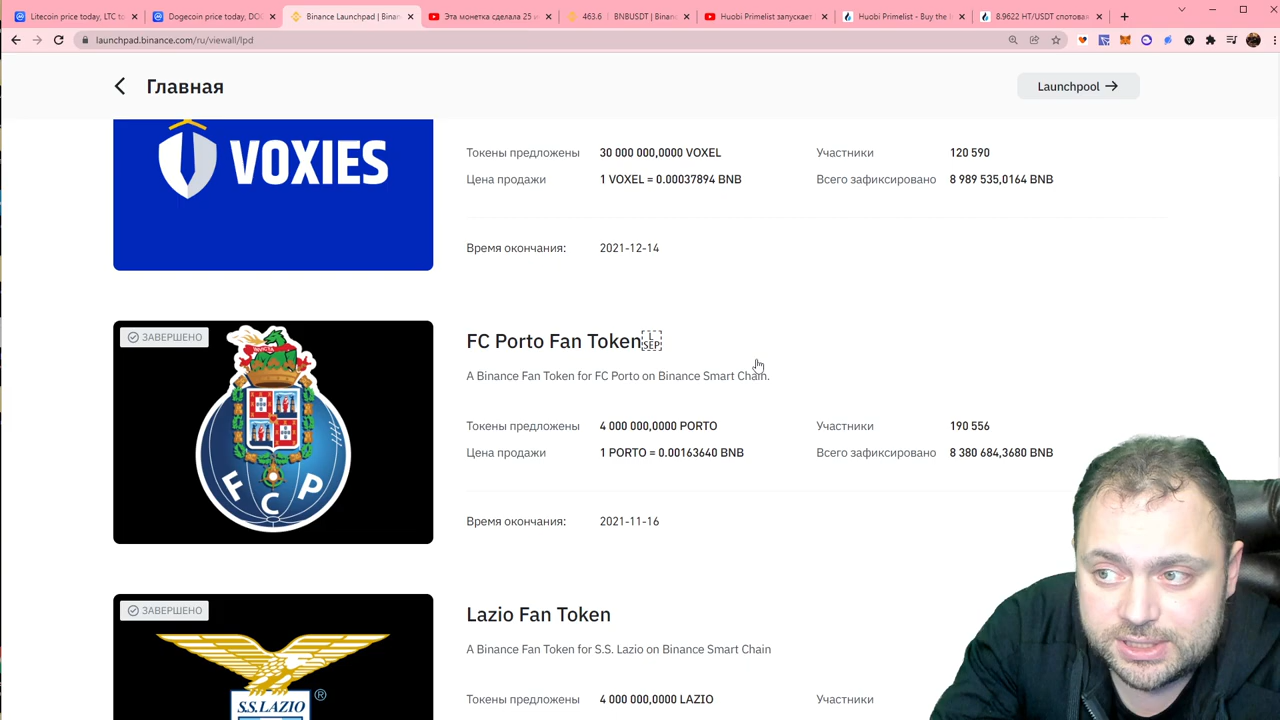 Litecoin price today, LTC to
Dogecoin price today, DO
Binance Launchpad | Binan
Эта монетка сделала 25 и
463.6 | BNBUSDT | Binan
Huobi Primelist запускает
Huobi Primelist - Buy the
8.9622 HT/USDT спотовая
launchpad.binance.com/ru/viewall/lpd
Главная
Launchpool →
VOXIES
Токены предложены 30 000 000,0000 VOXEL Участники 120 590
Цена продажи 1 VOXEL = 0.00037894 BNB Всего зафиксировано 8 989 535,0164 BNB
Время окончания: 2021-12-14
ЗАВЕРШЕНО
INVICTA
FCP
FC Porto Fan Token
L SEP
A Binance Fan Token for FC Porto on Binance Smart Chain.
Токены предложены 4 000 000,0000 PORTO Участники 190 556
Цена продажи 1 PORTO = 0.00163640 BNB Всего зафиксировано 8 380 684,3680 BNB
Время окончания: 2021-11-16
ЗАВЕРШЕНО
S.S.LAZIO
®
Lazio Fan Token
A Binance Fan Token for S.S. Lazio on Binance Smart Chain
Токены предложены 4 000 000,0000 LAZIO Участники